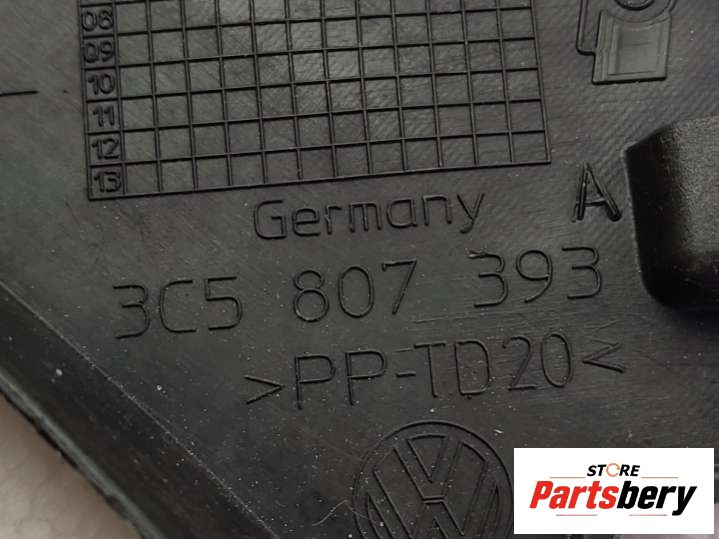 08
09
10
11
12
13
Germany A
3C5 807 393
>PP-TD20<
STORE
Partsbery